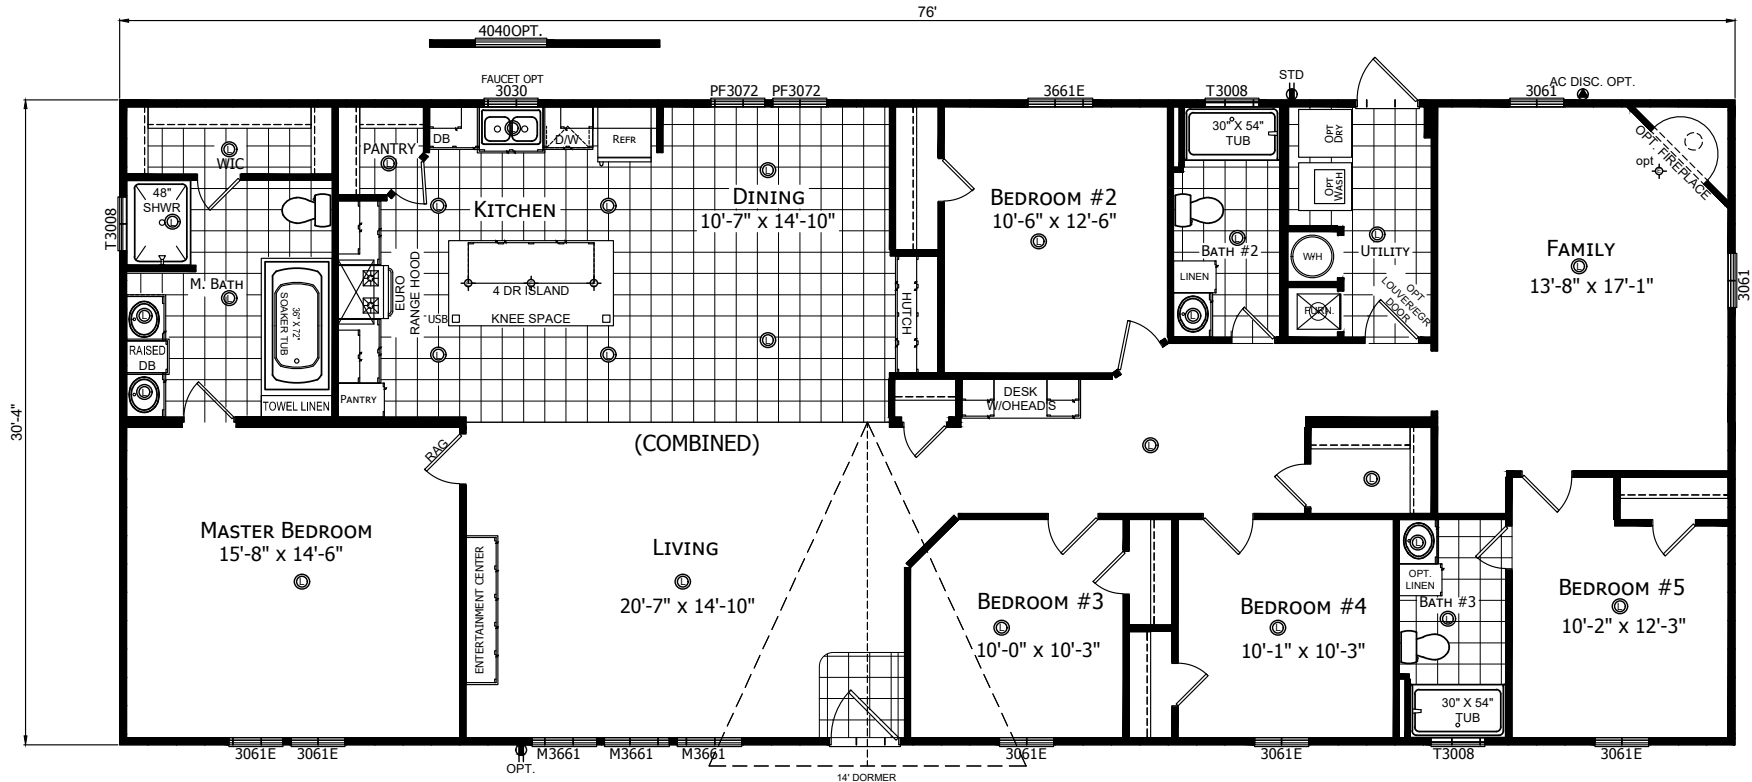 76'
4040OPT.
FAUCET OPT
3030
PF3072
PF3072
3661E
T3008
STD
3061
AC DISC. OPT.
30'-4"
WIC
PANTRY
DB
D/W
REFR
30" X 54"
TUB
OPT
DRY
OPT
WASH
OPT. FIREPLACE
opt
48"
SHWR
T3008
KITCHEN
DINING
10'-7" x 14'-10"
BEDROOM #2
10'-6" x 12'-6"
BATH #2
LINEN
W/H
UTILITY
FURN.
OPT
LOUVER/EGR
DOOR
FAMILY
13'-8" x 17'-1"
3061
M. BATH
36" X 72"
SOAKER TUB
RAISED
DB
TOWEL LINEN
EURO
RANGE HOOD
USB
4 DR ISLAND
KNEE SPACE
HUTCH
PANTRY
DESK
W/OHEAD'S
RAG
(COMBINED)
MASTER BEDROOM
15'-8" x 14'-6"
ENTERTAINMENT CENTER
LIVING
20'-7" x 14'-10"
BEDROOM #3
10'-0" x 10'-3"
BEDROOM #4
10'-1" x 10'-3"
OPT.
LINEN
BATH #3
30" X 54"
TUB
BEDROOM #5
10'-2" x 12'-3"
3061E
3061E
OPT.
M3661
M3661
M3661
14' DORMER
3061E
3061E
T3008
3061E